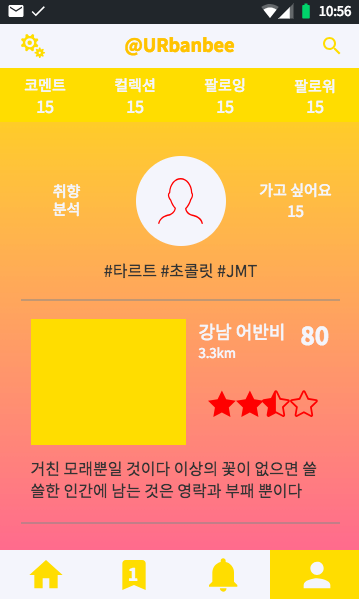 10:56
@URbanbee
코멘트 컬렉션 팔로잉 팔로워
15 15 15 15
취향
분석
가고 싶어요
15
#타르트 #초콜릿 #JMT
강남 어반비 80
3.3km
거친 모래뿐일 것이다 이상의 꽃이 없으면 쓸
쓸한 인간에 남는 것은 영락과 부패 뿐이다
1